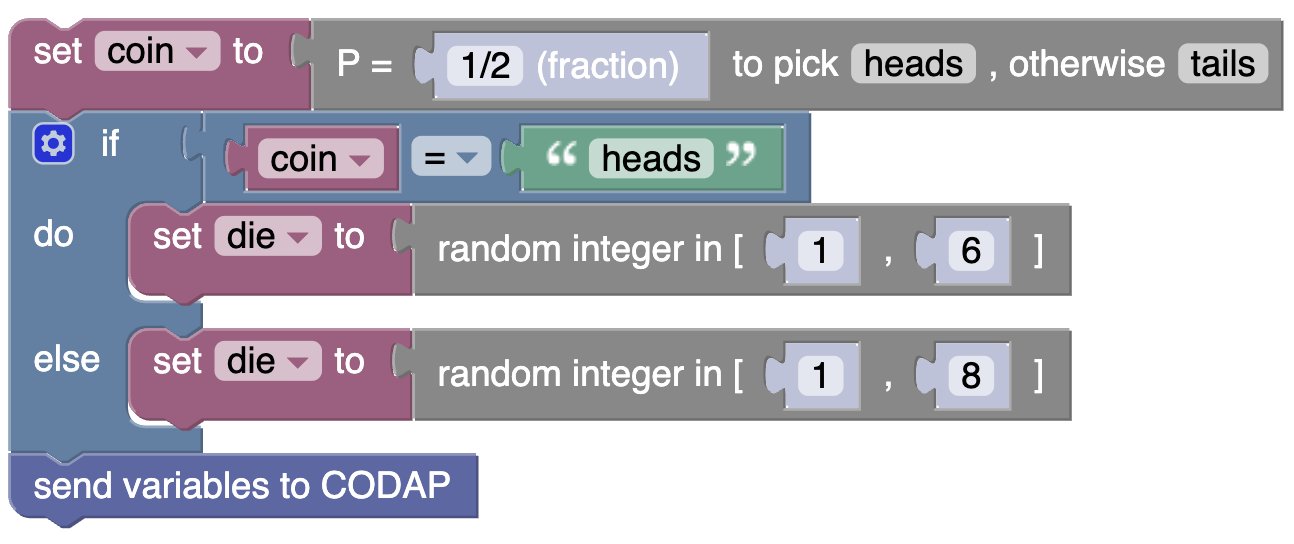 set coin to P = 1/2 (fraction) to pick heads , otherwise tails
if coin = “ heads ”
do set die to random integer in [ 1 , 6 ]
else set die to random integer in [ 1 , 8 ]
send variables to CODAP